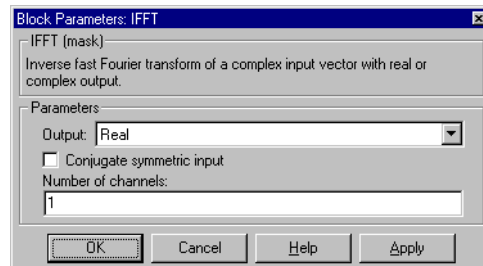 Block Parameters: IFFT
IFFT (mask)
Inverse fast Fourier transform of a complex input vector with real or
complex output.
Parameters
Output: Real
Conjugate symmetric input
Number of channels:
1
OK Cancel Help Apply